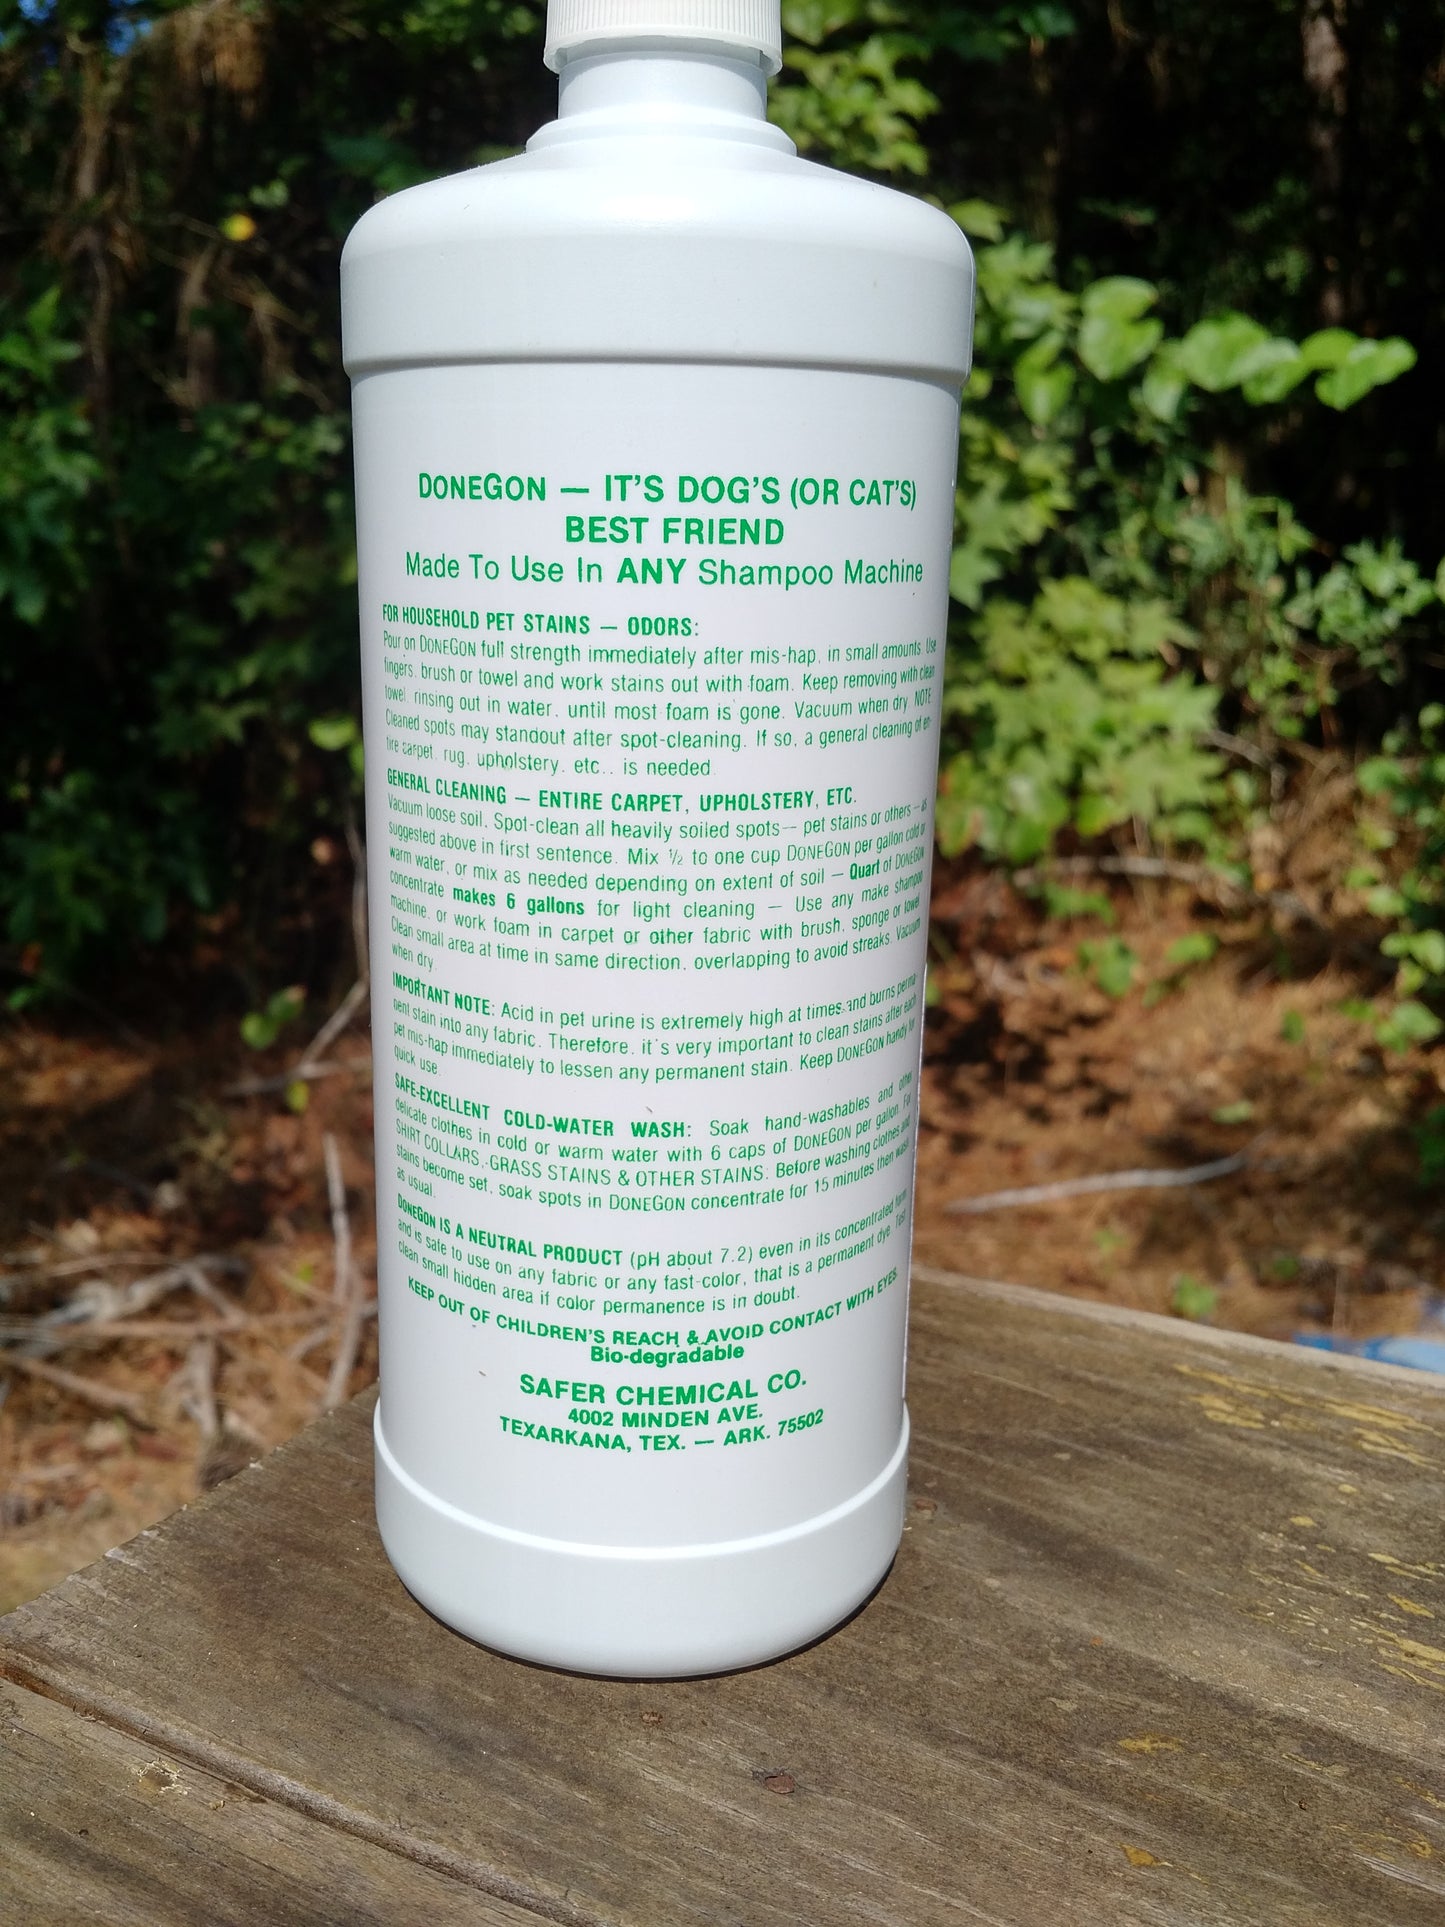 DONEGON — IT'S DOG'S (OR CAT'S)
BEST FRIEND
Made To Use In ANY Shampoo Machine
FOR HOUSEHOLD PET STAINS — ODORS:
Pour on DONEGON full strength immediately after mis-hap, in small amounts. Use
fingers, brush or towel and work stains out with foam. Keep removing with clean
towel, rinsing out in water, until most foam is gone. Vacuum when dry. NOTE
Cleaned spots may standout after spot-cleaning. If so, a general cleaning of en-
tire carpet, rug, upholstery, etc., is needed.
GENERAL CLEANING — ENTIRE CARPET, UPHOLSTERY, ETC.
Vacuum loose soil. Spot-clean all heavily soiled spots — pet stains or others — as
suggested above in first sentence. Mix ½ to one cup DONEGON per gallon cold or
warm water, or mix as needed depending on extent of soil — Quart of DONEGON
concentrate makes 6 gallons for light cleaning — Use any make shampoo
machine, or work foam in carpet or other fabric with brush, sponge or towel
Clean small area at time in same direction, overlapping to avoid streaks. Vacuum
when dry.
IMPORTANT NOTE: Acid in pet urine is extremely high at times and burns perma-
nent stain into any fabric. Therefore, it's very important to clean stains after each
pet mis-hap immediately to lessen any permanent stain. Keep DONEGON handy for
quick use.
SAFE-EXCELLENT COLD-WATER WASH: Soak hand-washables and other
delicate clothes in cold or warm water with 6 caps of DONEGON per gallon. For
SHIRT COLLARS, GRASS STAINS & OTHER STAINS: Before washing clothes and
stains become set, soak spots in DONEGON concentrate for 15 minutes then wash
as usual.
DONEGON IS A NEUTRAL PRODUCT (pH about 7.2) even in its concentrated form,
and is safe to use on any fabric or any fast-color, that is a permanent dye. Test
clean small hidden area if color permanence is in doubt.
KEEP OUT OF CHILDREN'S REACH & AVOID CONTACT WITH EYES.
Bio-degradable
SAFER CHEMICAL CO.
4002 MINDEN AVE.
TEXARKANA, TEX. — ARK. 75502